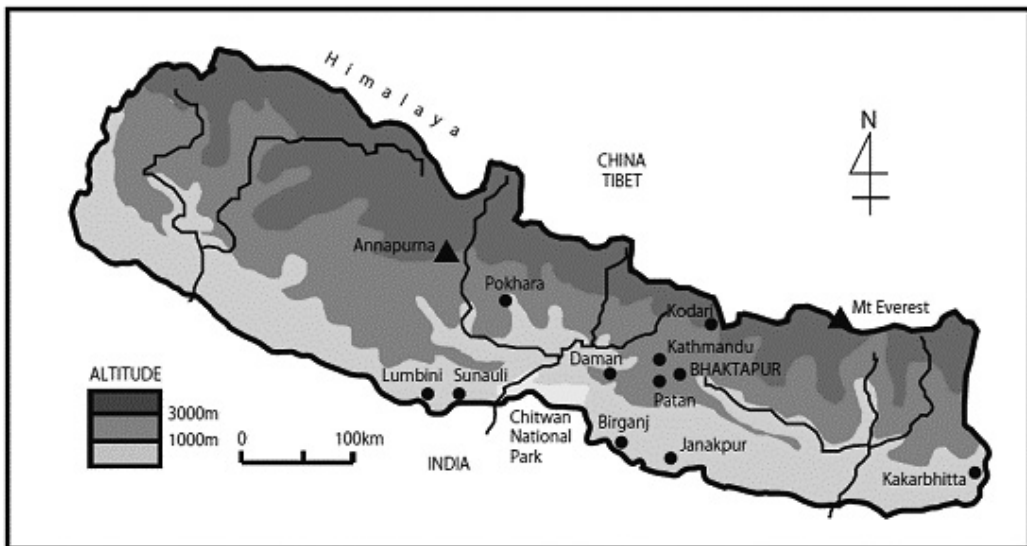 Himalaya
N
CHINA
TIBET
Annapurna
Pokhara
Kodari
Mt Everest
Kathmandu
Daman
BHAKTAPUR
Patan
ALTITUDE
3000m
1000m
Lumbini
Sunauli
0
100km
INDIA
Chitwan
National
Park
Birganj
Janakpur
Kakarbhitta